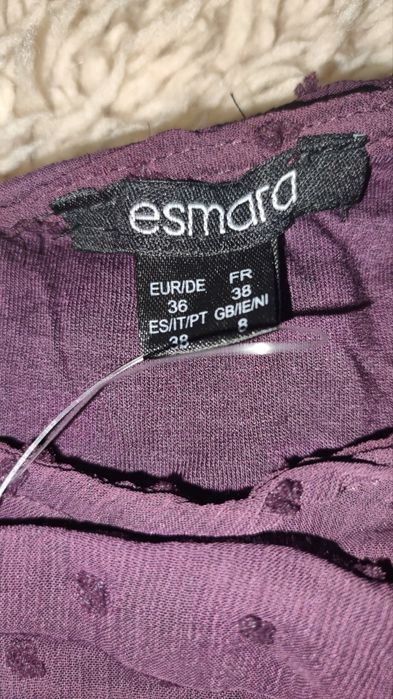 esmara
EUR/DE FR
36 38
ES/IT/PT GB/IE/NI
38 8